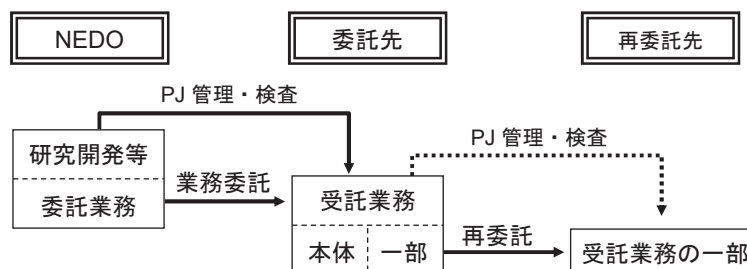 NEDO
委託先
再委託先
PJ 管理・検査
PJ 管理・検査
研究開発等
委託業務
業務委託
受託業務
本体
一部
再委託
受託業務の一部